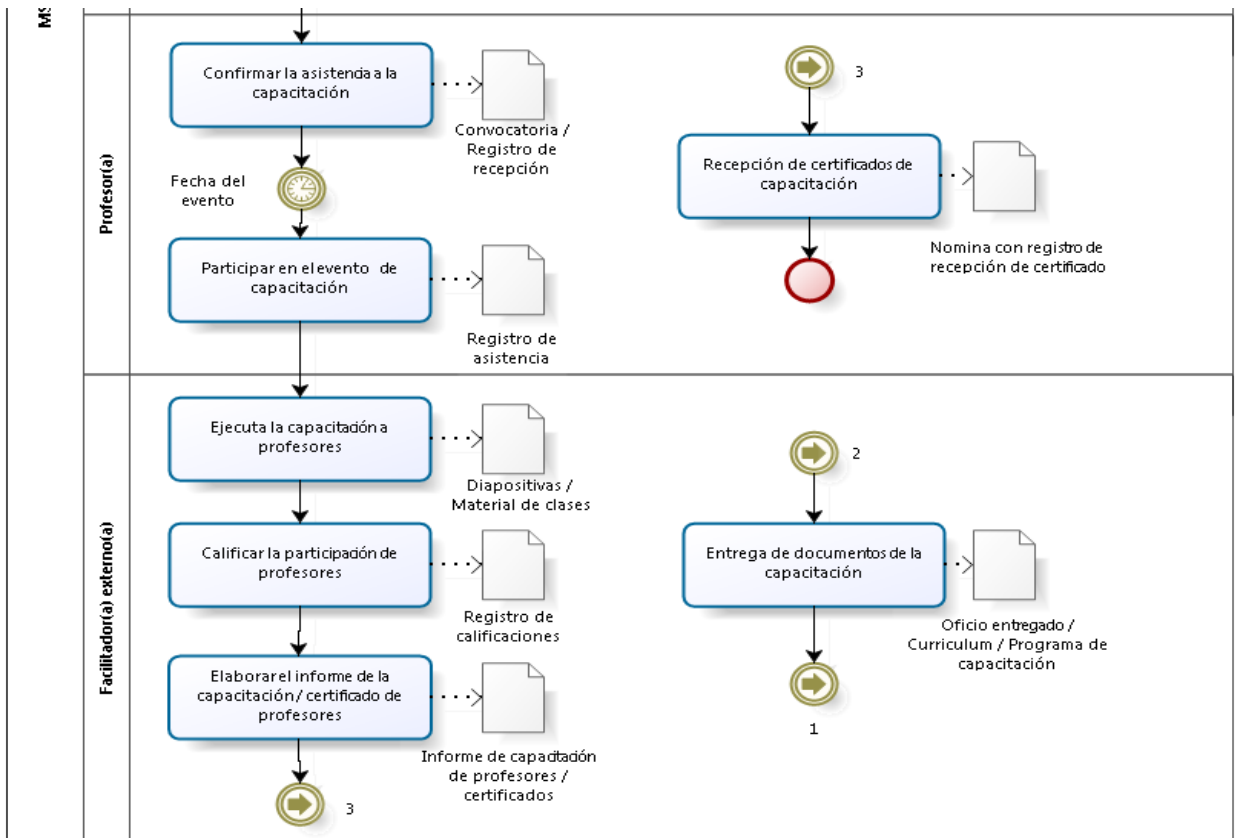 MS
Profesor(a)
Confirmar la asistencia a la
capacitación
Convocatoria /
Registro de
recepción
Fecha del
evento
Participar en el evento de
capacitación
Registro de
asistencia
3
Recepción de certificados de
capacitación
Nomina con registro de
recepción de certificado
Facilitador(a) externo(a)
Ejecuta la capacitación a
profesores
Diapositivas /
Material de clases
Calificar la participación de
profesores
Registro de
calificaciones
Elaborar el informe de la
capacitación / certificado de
profesores
Informe de capacitación
de profesores /
certificados
3
2
Entrega de documentos de la
capacitación
Oficio entregado /
Curriculum / Programa de
capacitación
1